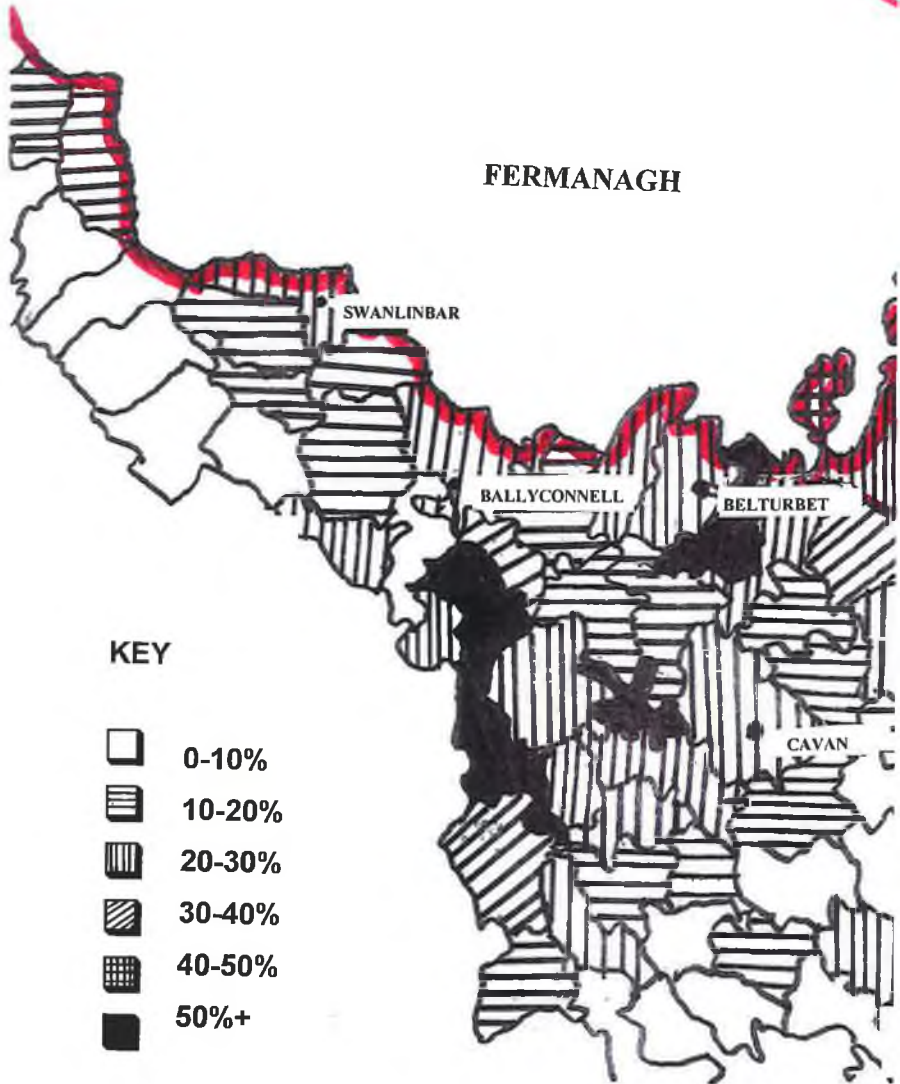 FERMANAGH
SWANLINBAR
BALLYCONNELL
BELTURBET
CAVAN
KEY
0-10%
10-20%
20-30%
30-40%
40-50%
50%+